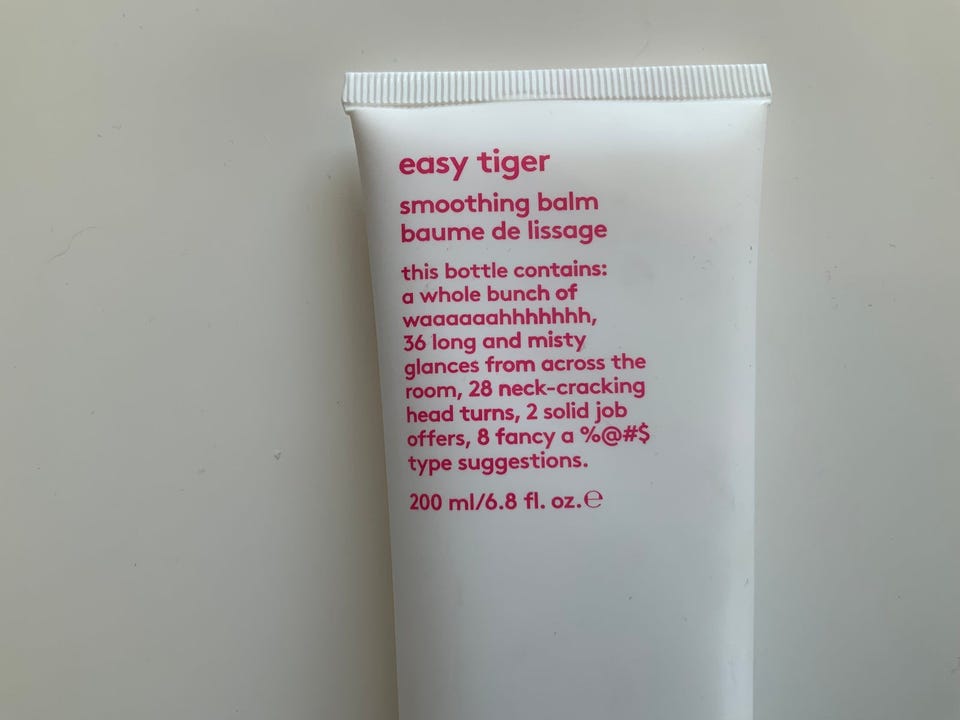 easy tiger
smoothing balm
baume de lissage
this bottle contains:
a whole bunch of
waaaaaahhhhhhh,
36 long and misty
glances from across the
room, 28 neck-cracking
head turns, 2 solid job
offers, 8 fancy a %@#$
type suggestions.
200 ml/6.8 fl. oz.℮